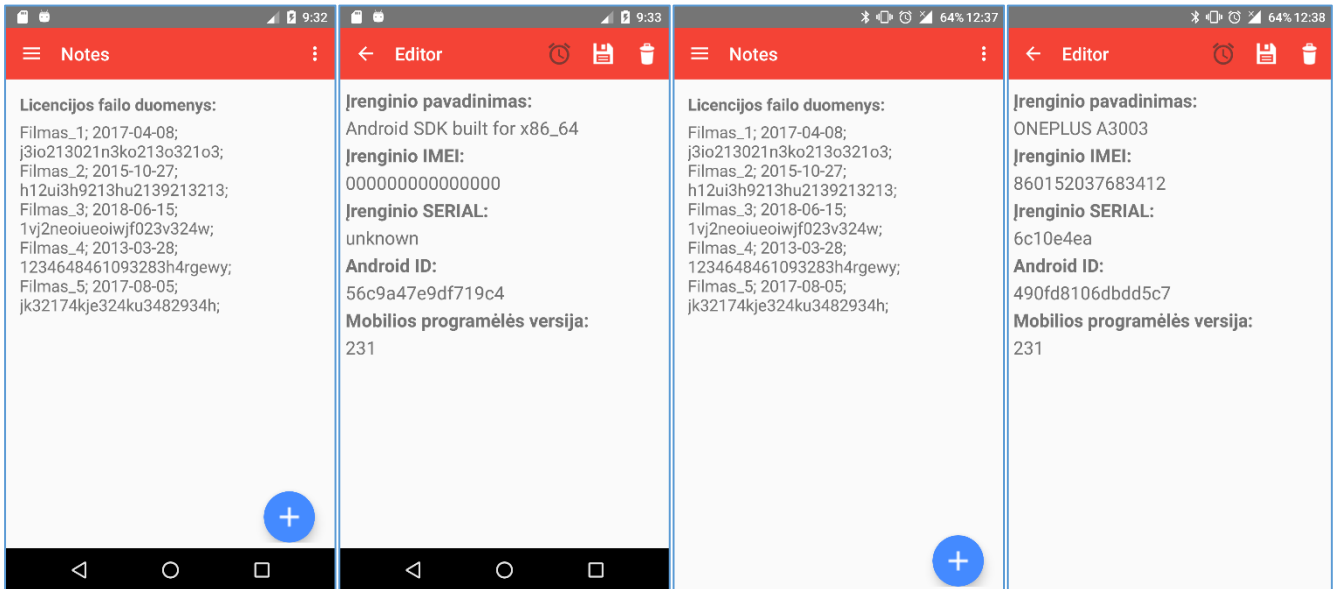 9:32
Notes
Licencijos failo duomenys:
Filmas_1; 2017-04-08;
j3io213021n3ko213o321o3;
Filmas_2; 2015-10-27;
h12ui3h9213hu2139213213;
Filmas_3; 2018-06-15;
1vj2neoiueoiwjf023v324w;
Filmas_4; 2013-03-28;
1234648461093283h4rgewy;
Filmas_5; 2017-08-05;
jk32174kje324ku3482934h;
9:33
Editor
Įrenginio pavadinimas:
Android SDK built for x86_64
Įrenginio IMEI:
000000000000000
Įrenginio SERIAL:
unknown
Android ID:
56c9a47e9df719c4
Mobilios programėlės versija:
231
64% 12:37
Notes
Licencijos failo duomenys:
Filmas_1; 2017-04-08;
j3io213021n3ko213o321o3;
Filmas_2; 2015-10-27;
h12ui3h9213hu2139213213;
Filmas_3; 2018-06-15;
1vj2neoiueoiwjf023v324w;
Filmas_4; 2013-03-28;
1234648461093283h4rgewy;
Filmas_5; 2017-08-05;
jk32174kje324ku3482934h;
64% 12:38
Editor
Įrenginio pavadinimas:
ONEPLUS A3003
Įrenginio IMEI:
860152037683412
Įrenginio SERIAL:
6c10e4ea
Android ID:
490fd8106dbdd5c7
Mobilios programėlės versija:
231